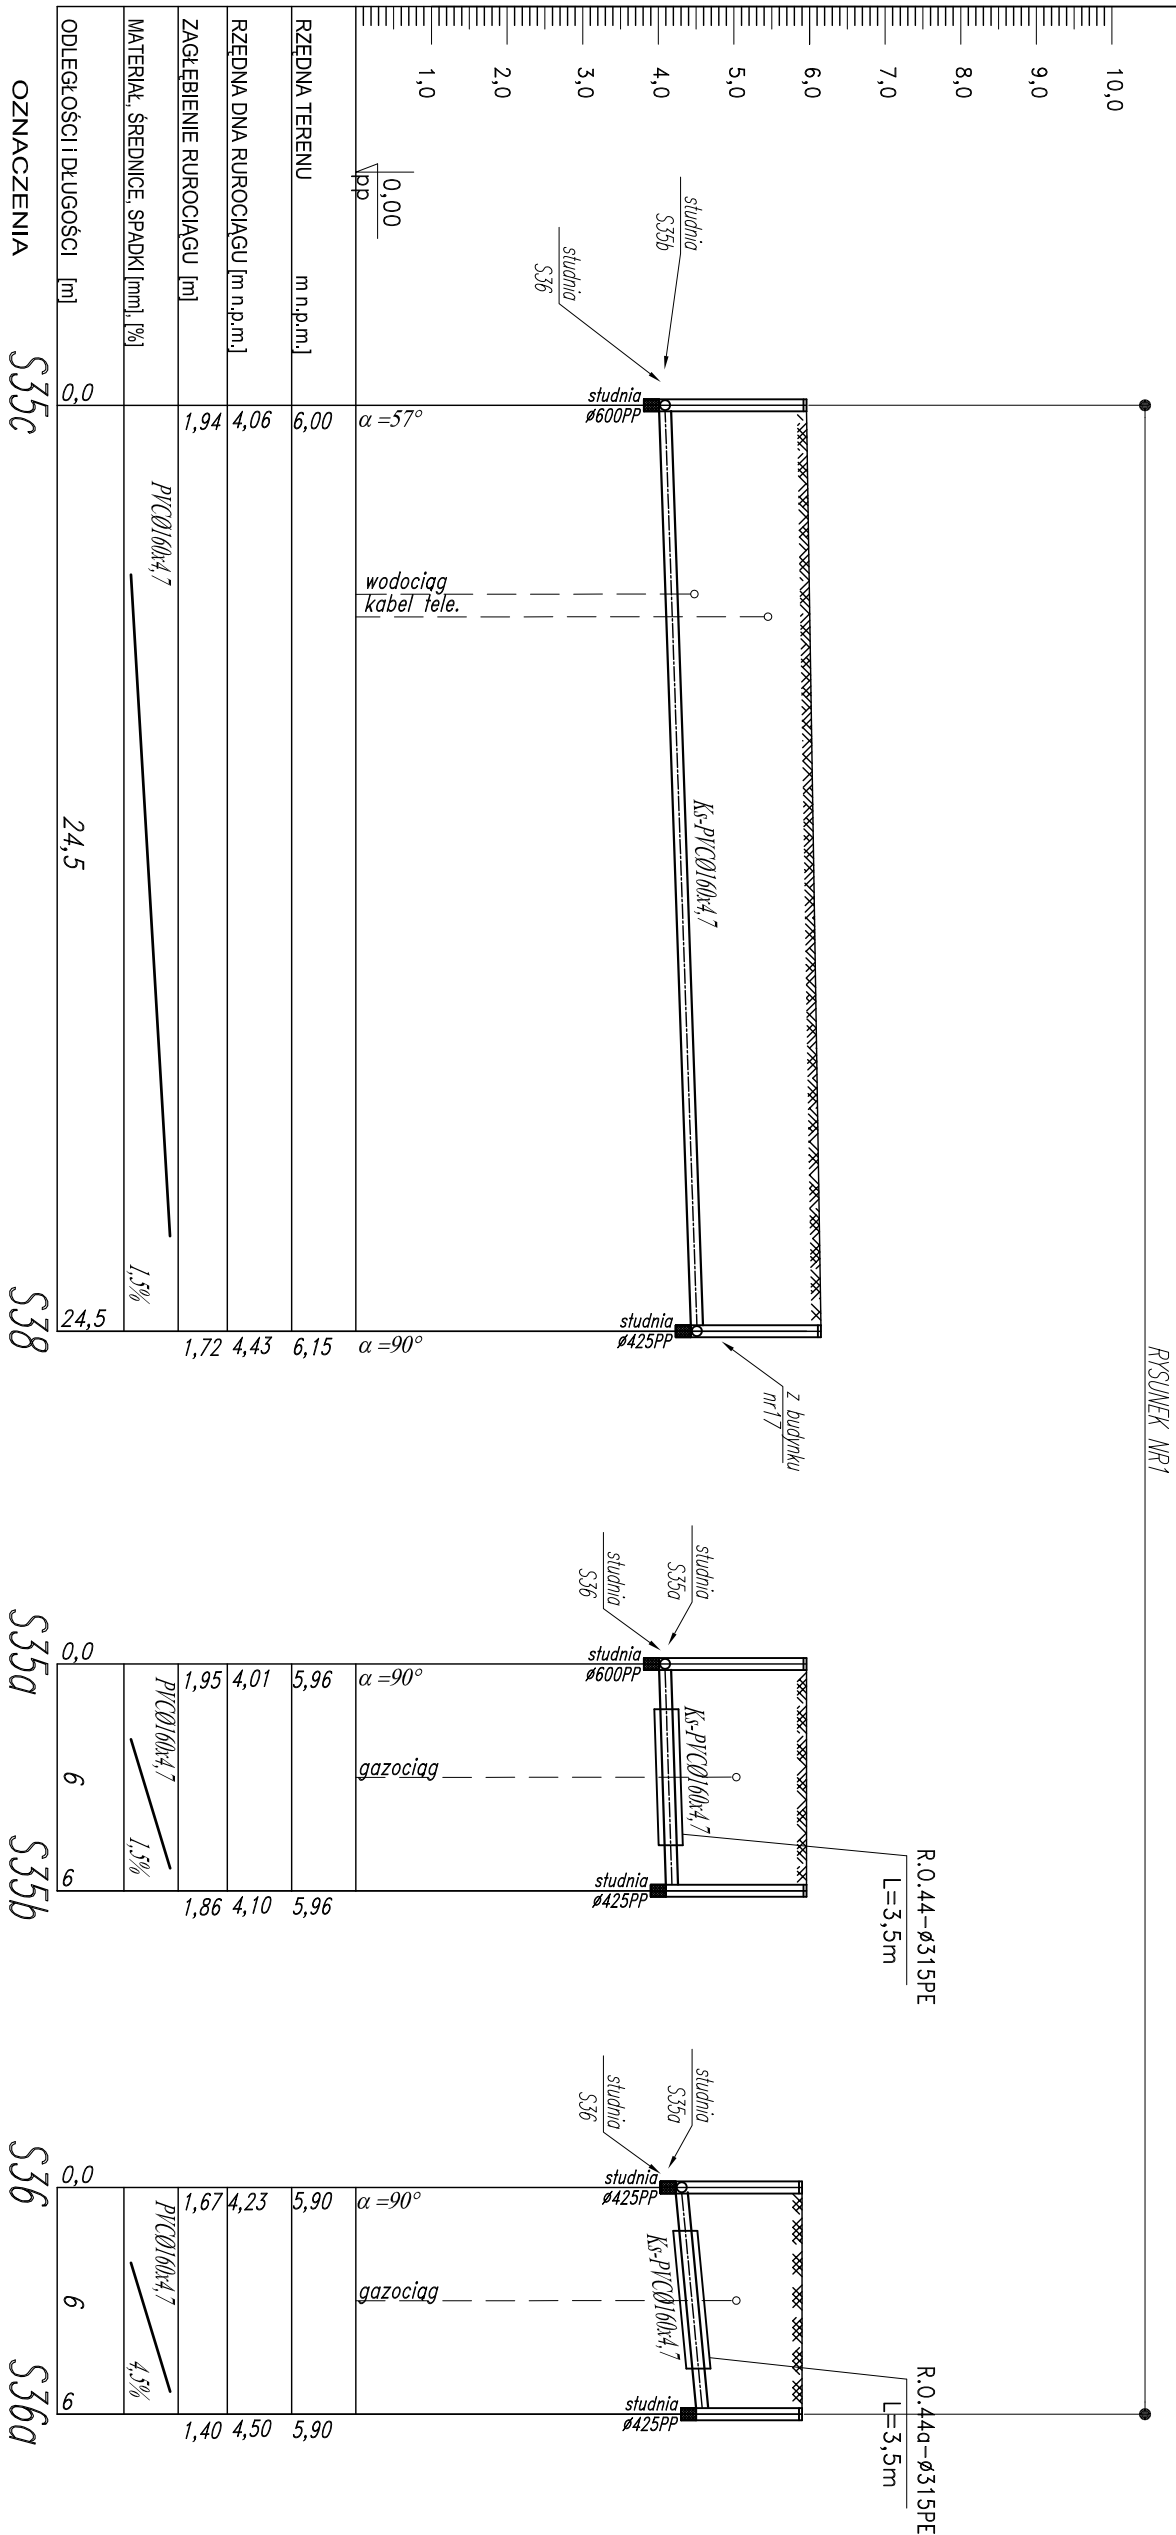 RYSUNEK NR1
10,0
9,0
8,0
7,0
6,0
5,0
4,0
3,0
2,0
1,0
0,00
pp
studnia
S35b
studnia
S36
studnia
ø600PP
wodociąg
kabel tele.
Ks-PVCØ160x4,7
studnia
ø425PP
z budynku
nr17
studnia
S35a
studnia
S36
studnia
ø600PP
gazociąg
Ks-PVCØ160x4,7
R.O.44-ø315PE
L=3,5m
studnia
ø425PP
studnia
S35a
studnia
S36
studnia
ø425PP
gazociąg
Ks-PVCØ160x4,7
R.O.44a-ø315PE
L=3,5m
studnia
ø425PP
α=57° α=90° α=90° α=90°
RZĘDNA TERENU m n.p.m.] 6,00 6,15 5,96 5,96 5,90 5,90
RZĘDNA DNA RUROCIĄGU [m n.p.m.] 4,06 4,43 4,01 4,10 4,23 4,50
ZAGŁĘBIENIE RUROCIĄGU [m] 1,94 1,72 1,95 1,86 1,67 1,40
MATERIAŁ, ŚREDNICE, SPADKI [mm], [%] PVCØ160x4,7 1,5% PVCØ160x4,7 1,5% PVCØ160x4,7 4,5%
ODLEGŁOŚCI i DŁUGOŚCI [m] 0,0 24,5 24,5 0,0 6 6 0,0 6 6
OZNACZENIA S35c S38 S35a S35b S36 S36a